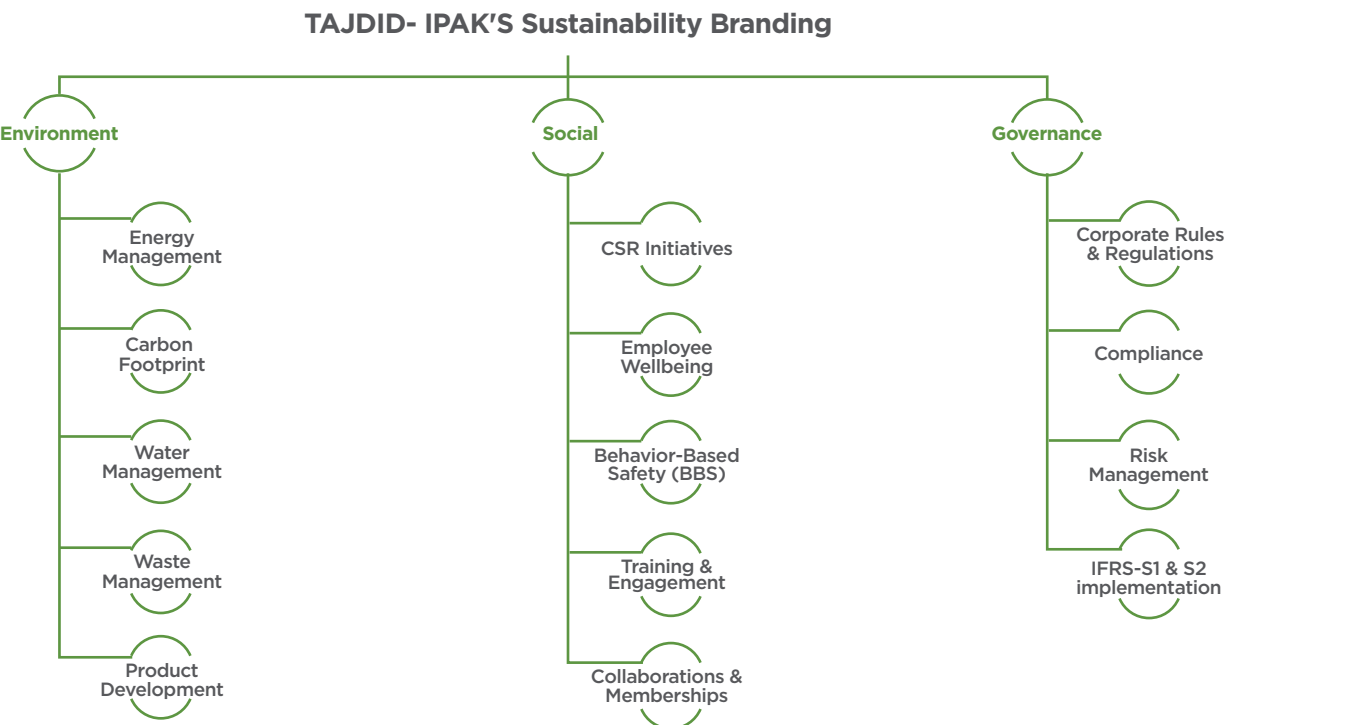 TAJDID- IPAK'S Sustainability Branding
Environment
Social
Governance
Energy
Management
Carbon
Footprint
Water
Management
Waste
Management
Product
Development
CSR Initiatives
Employee
Wellbeing
Behavior-Based
Safety (BBS)
Training &
Engagement
Collaborations &
Memberships
Corporate Rules
& Regulations
Compliance
Risk
Management
IFRS-S1 & S2
implementation